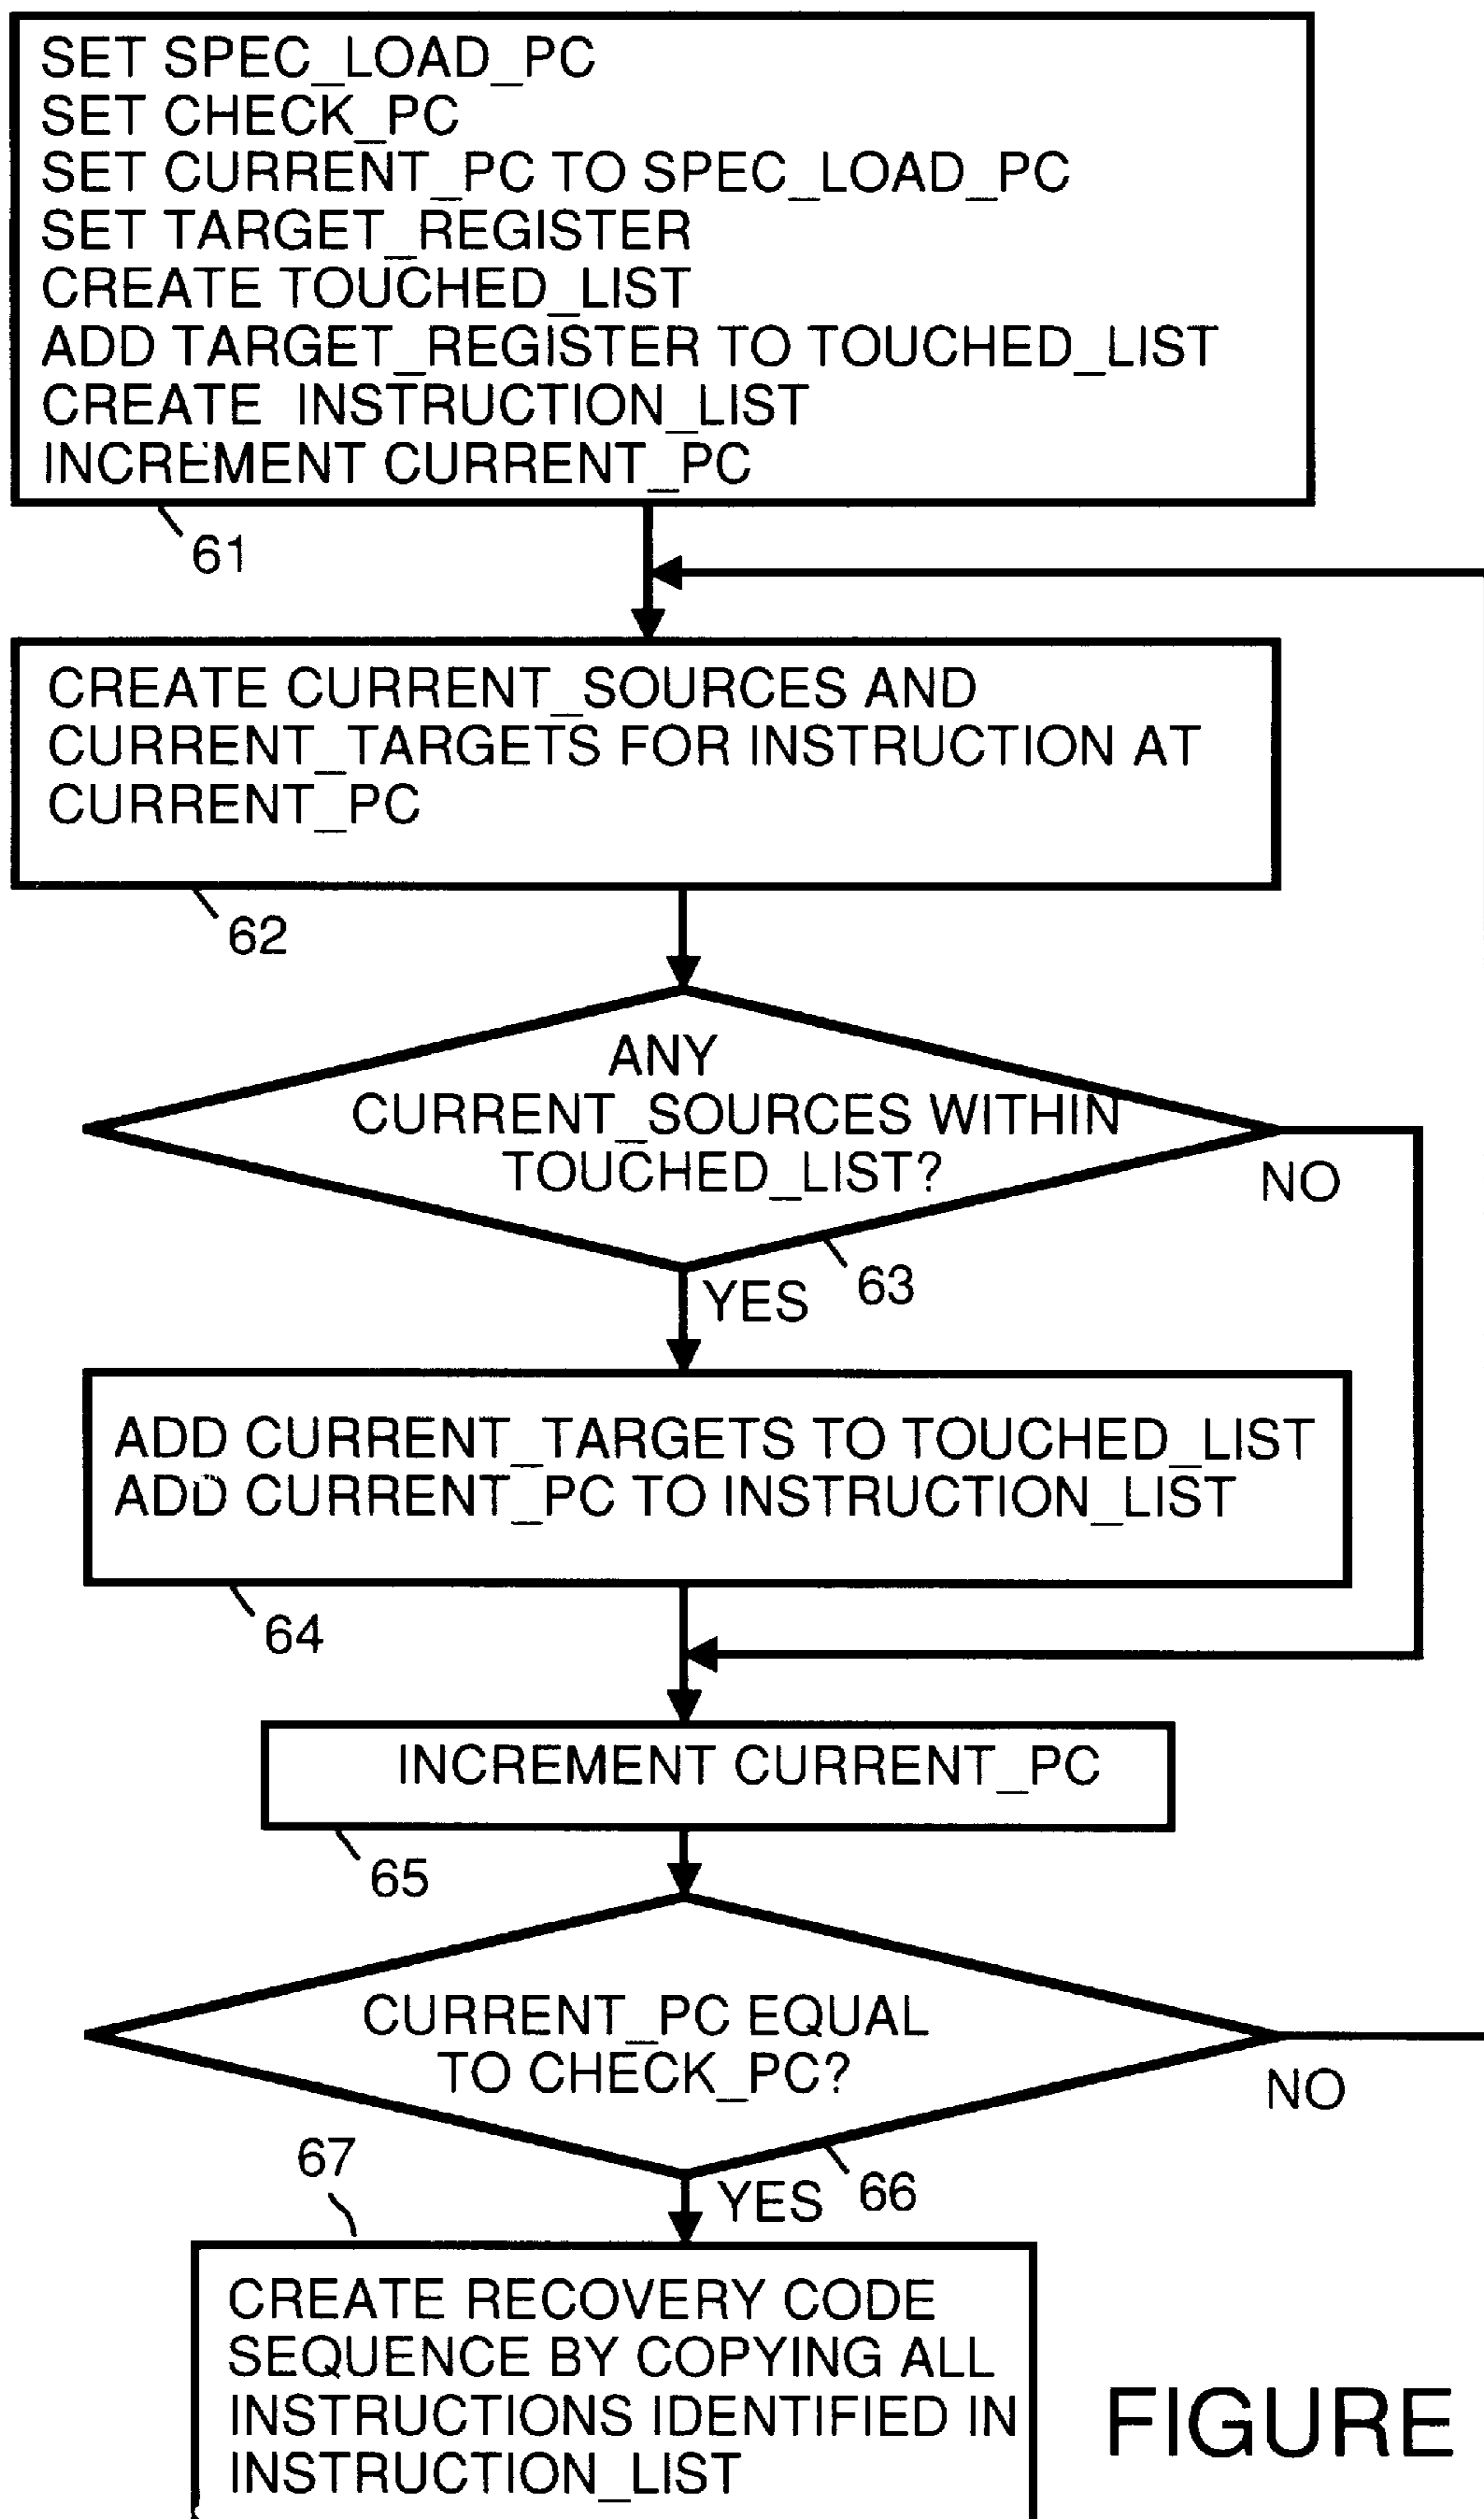 SET SPEC_LOAD_PC
SET CHECK_PC
SET CURRENT_PC TO SPEC_LOAD_PC
SET TARGET_REGISTER
CREATE TOUCHED_LIST
ADD TARGET_REGISTER TO TOUCHED_LIST
CREATE INSTRUCTION_LIST
INCREMENT CURRENT_PC
61
CREATE CURRENT_SOURCES AND
CURRENT_TARGETS FOR INSTRUCTION AT
CURRENT_PC
62
ANY
CURRENT_SOURCES WITHIN
TOUCHED_LIST?
NO
63
YES
ADD CURRENT_TARGETS TO TOUCHED_LIST
ADD CURRENT_PC TO INSTRUCTION_LIST
64
INCREMENT CURRENT_PC
65
CURRENT_PC EQUAL
TO CHECK_PC?
NO
67
YES
66
CREATE RECOVERY CODE
SEQUENCE BY COPYING ALL
INSTRUCTIONS IDENTIFIED IN
INSTRUCTION_LIST
FIGURE